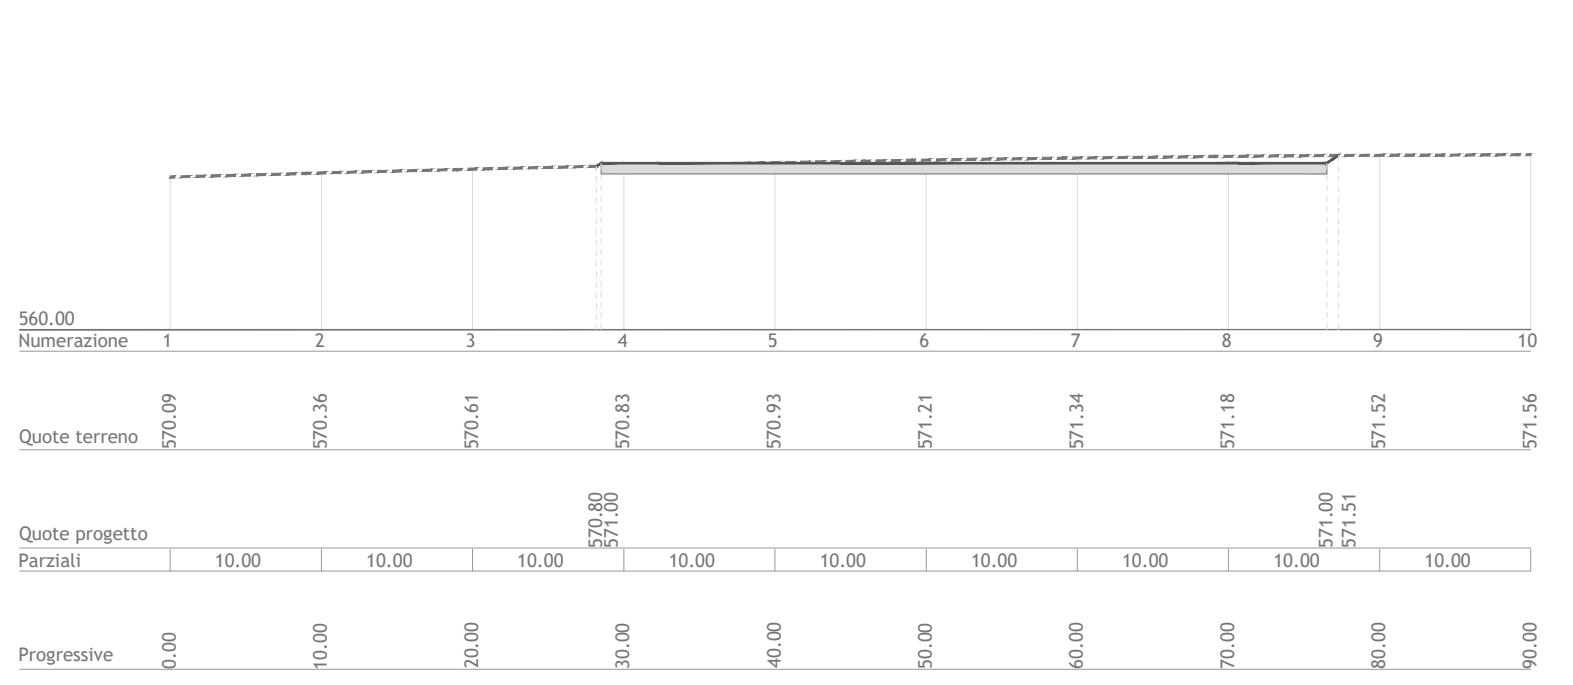 560.00
Numerazione 1 2 3 4 5 6 7 8 9 10
Quote terreno 570.09 570.36 570.61 570.83 570.93 571.21 571.34 571.18 571.52 571.56
Quote progetto 570.80 571.00 571.00 571.51
Parziali 10.00 10.00 10.00 10.00 10.00 10.00 10.00 10.00 10.00
Progressive 0.00 10.00 20.00 30.00 40.00 50.00 60.00 70.00 80.00 90.00